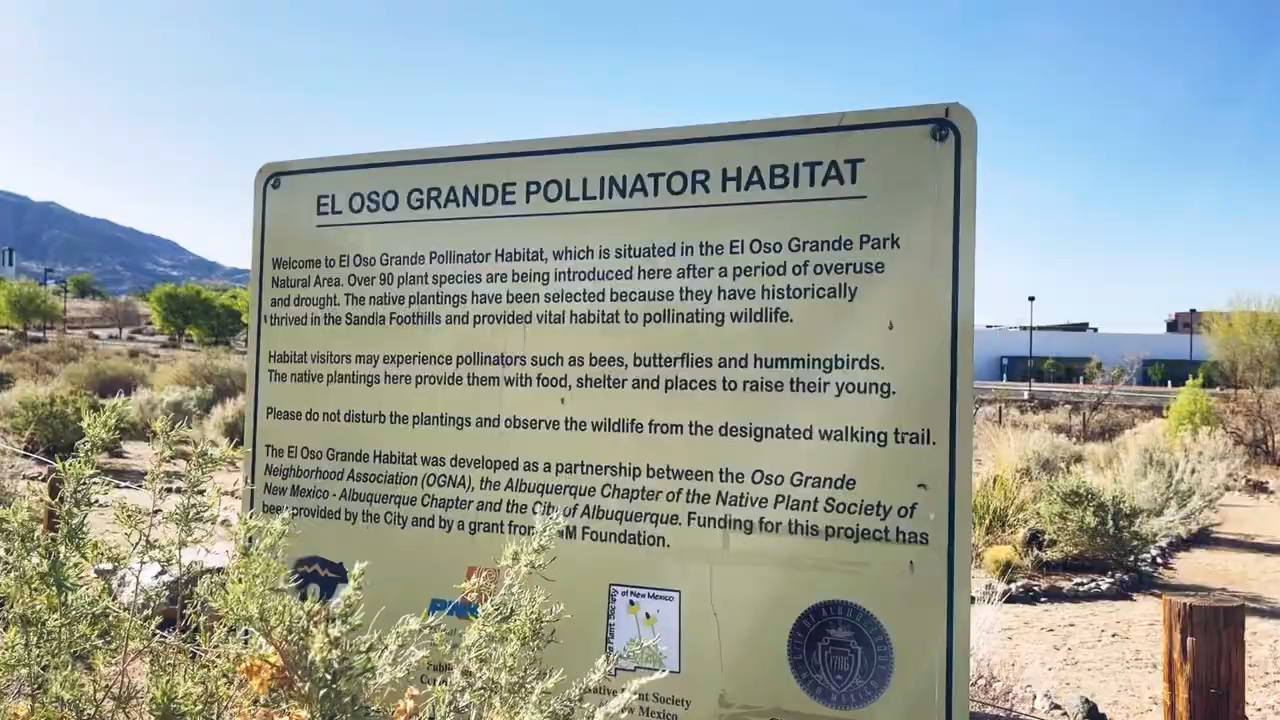 EL OSO GRANDE POLLINATOR HABITAT
Welcome to El Oso Grande Pollinator Habitat, which is situated in the El Oso Grande Park
Natural Area. Over 90 plant species are being introduced here after a period of overuse
and drought. The native plantings have been selected because they have historically
thrived in the Sandia Foothills and provided vital habitat to pollinating wildlife.
Habitat visitors may experience pollinators such as bees, butterflies and hummingbirds.
The native plantings here provide them with food, shelter and places to raise their young.
Please do not disturb the plantings and observe the wildlife from the designated walking trail.
The El Oso Grande Habitat was developed as a partnership between the Oso Grande
Neighborhood Association (OGNA), the Albuquerque Chapter of the Native Plant Society of
New Mexico - Albuquerque Chapter and the City of Albuquerque. Funding for this project has
been provided by the City and by a grant from Foundation.
Plant Society
of New Mexico
CITY OF ALBUQUERQUE
1706
NEW MEXICO
Plant Society
Mexico